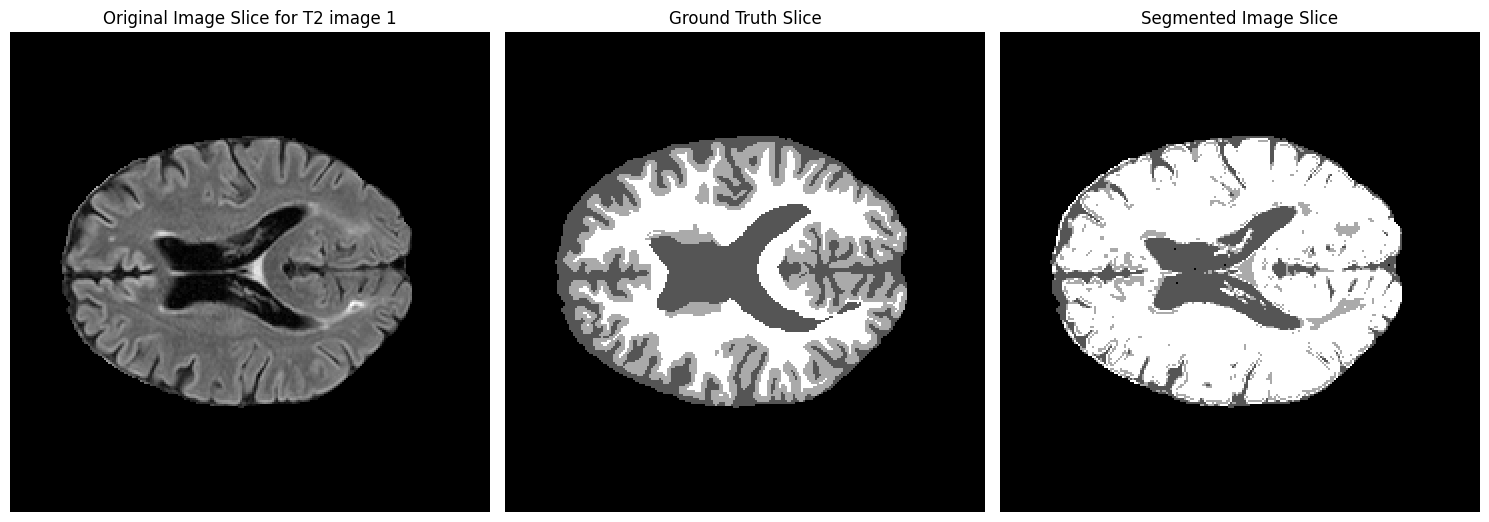 Original Image Slice for T2 image 1
Ground Truth Slice
Segmented Image Slice